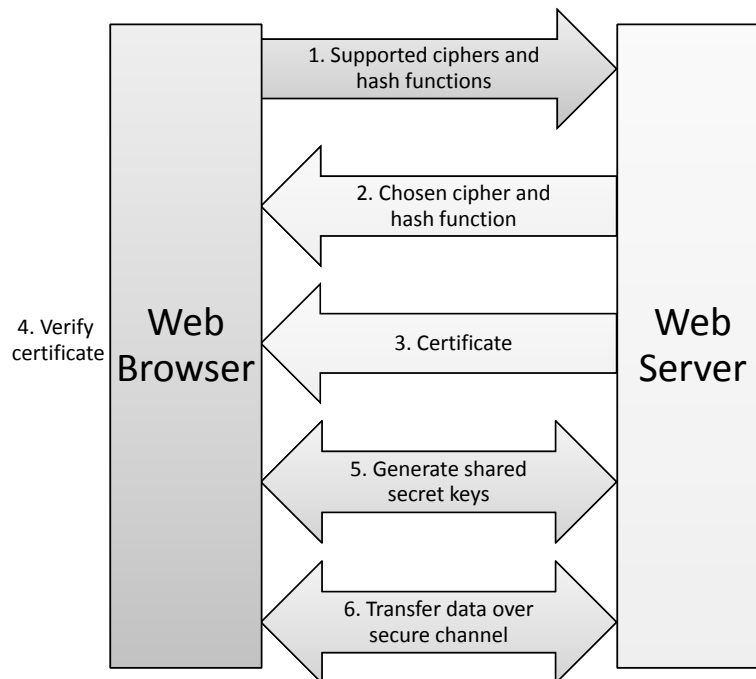 1. Supported ciphers and
hash functions
2. Chosen cipher and
hash function
3. Certificate
4. Verify
certificate
Web
Browser
Web
Server
5. Generate shared
secret keys
6. Transfer data over
secure channel